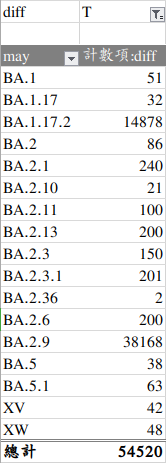 diff T
may 計數項:diff
BA.1 51
BA.1.17 32
BA.1.17.2 14878
BA.2 86
BA.2.1 240
BA.2.10 21
BA.2.11 100
BA.2.13 200
BA.2.3 150
BA.2.3.1 201
BA.2.36 2
BA.2.6 200
BA.2.9 38168
BA.5 38
BA.5.1 63
XV 42
XW 48
總計 54520